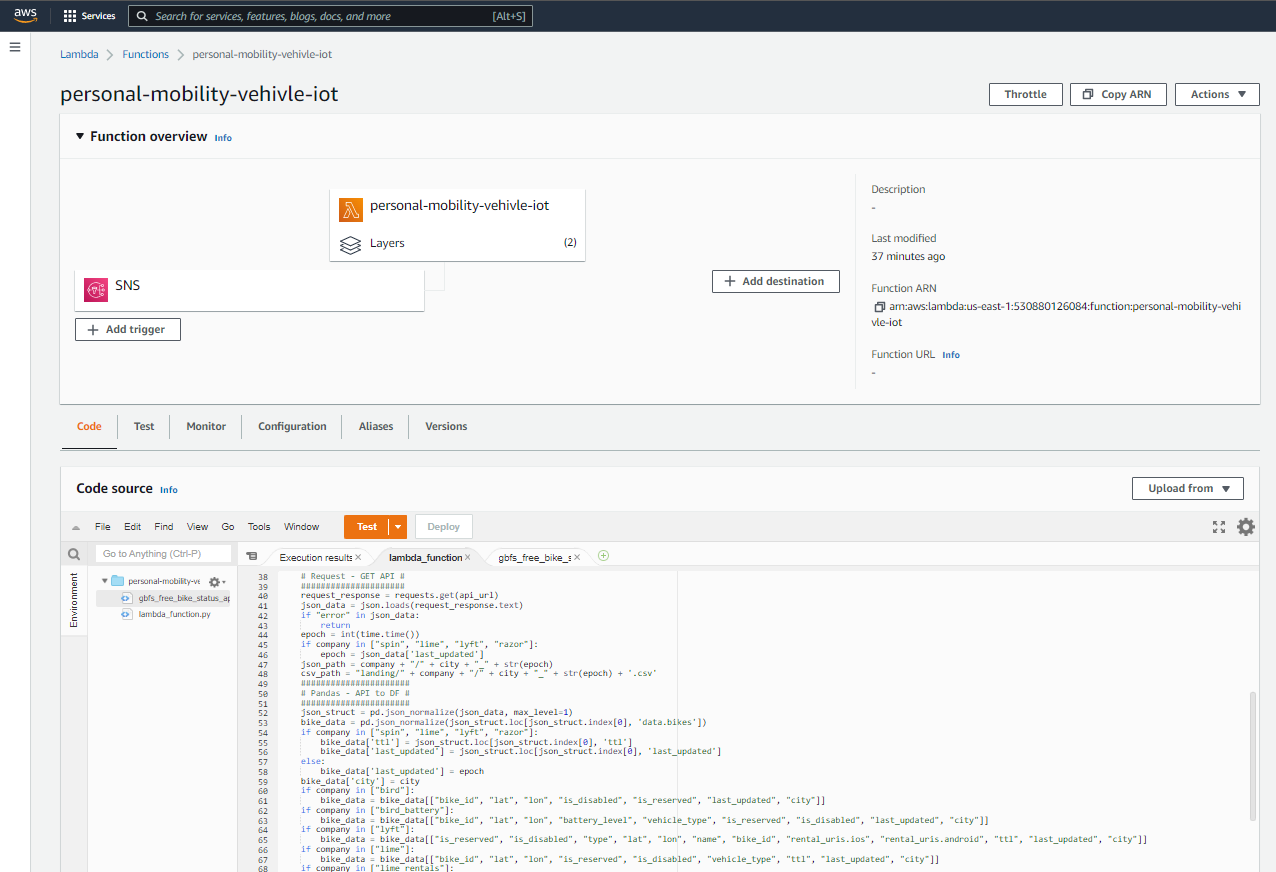 aws Services Search for services, features, blogs, docs, and more [Alt+S]
Lambda Functions personal-mobility-vehivle-iot
personal-mobility-vehivle-iot
Throttle Copy ARN Actions
Function overview Info
personal-mobility-vehivle-iot
Layers (2)
SNS
Add trigger
Add destination
Description
-
Last modified
37 minutes ago
Function ARN
arn:aws:lambda:us-east-1:530880126084:function:personal-mobility-vehi
vle-iot
Function URL Info
-
Code Test Monitor Configuration Aliases Versions
Code source Info
Upload from
File Edit Find View Go Tools Window Test Deploy
Go to Anything (Ctrl-P)
Execution results lambda_function gbfs_free_bike_s
Environment
personal-mobility-ve
gbfs_free_bike_status_ap
lambda_function.py
38 # Request - GET API #
39 #####################
40 request_response = requests.get(api_url)
41 json_data = json.loads(request_response.text)
42 if "error" in json_data:
43 return
44 epoch = int(time.time())
45 if company in ["spin", "lime", "lyft", "razor"]:
46 epoch = json_data['last_updated']
47 json_path = company + "/" + city + "_" + str(epoch)
48 csv_path = "landing/" + company + "/" + city + "_" + str(epoch) + '.csv'
49 ######################
50 # Pandas - API to DF #
51 ######################
52 json_struct = pd.json_normalize(json_data, max_level=1)
53 bike_data = pd.json_normalize(json_struct.loc[json_struct.index[0], 'data.bikes'])
54 if company in ["spin", "lime", "lyft", "razor"]:
55 bike_data['ttl'] = json_struct.loc[json_struct.index[0], 'ttl']
56 bike_data['last_updated'] = json_struct.loc[json_struct.index[0], 'last_updated']
57 else:
58 bike_data['last_updated'] = epoch
59 bike_data['city'] = city
60 if company in ["bird"]:
61 bike_data = bike_data[["bike_id", "lat", "lon", "is_disabled", "is_reserved", "last_updated", "city"]]
62 if company in ["bird_battery"]:
63 bike_data = bike_data[["bike_id", "lat", "lon", "battery_level", "vehicle_type", "is_reserved", "is_disabled", "last_updated", "city"]]
64 if company in ["lyft"]:
65 bike_data = bike_data[["is_reserved", "is_disabled", "type", "lat", "lon", "name", "bike_id", "rental_uris.ios", "rental_uris.android", "ttl", "last_updated", "city"]]
66 if company in ["lime"]:
67 bike_data = bike_data[["bike_id", "lat", "lon", "is_reserved", "is_disabled", "vehicle_type", "ttl", "last_updated", "city"]]
68 if company in ["lime_rentals"]: